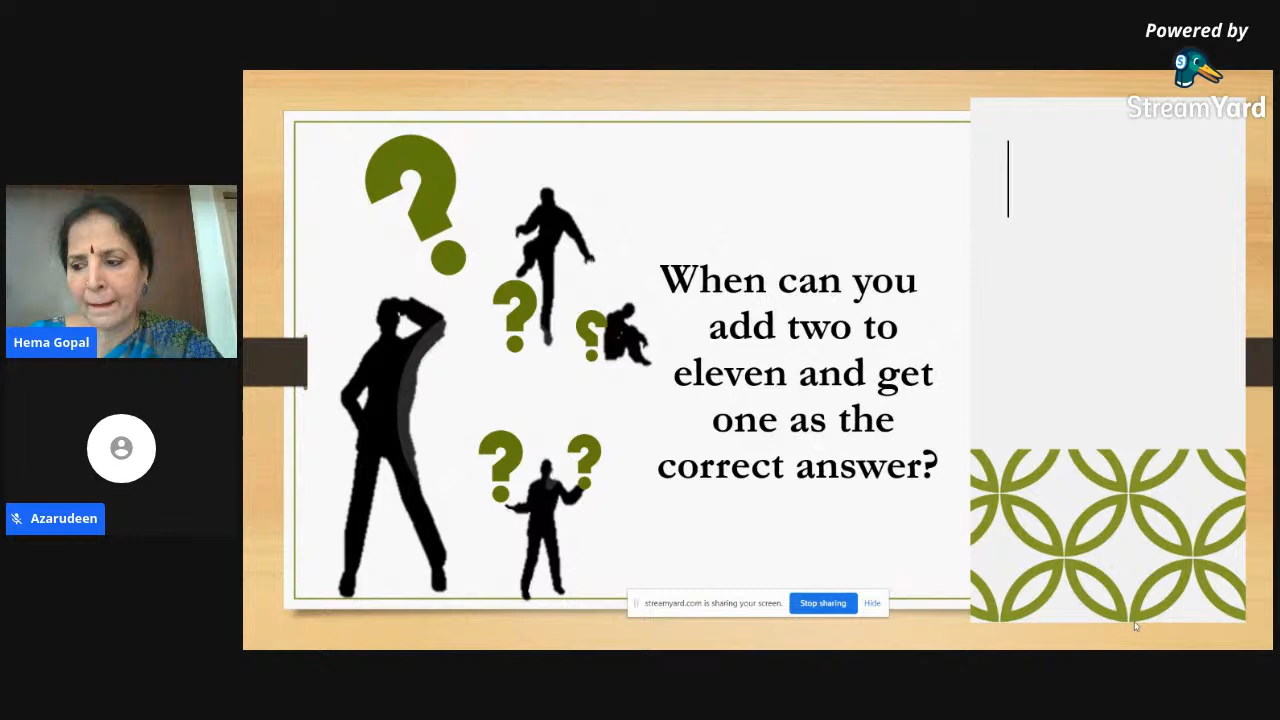 Powered by
StreamYard
When can you
add two to
eleven and get
one as the
correct answer?
Hema Gopal
Azarudeen
streamyard.com is sharing your screen.
Stop sharing
Hide